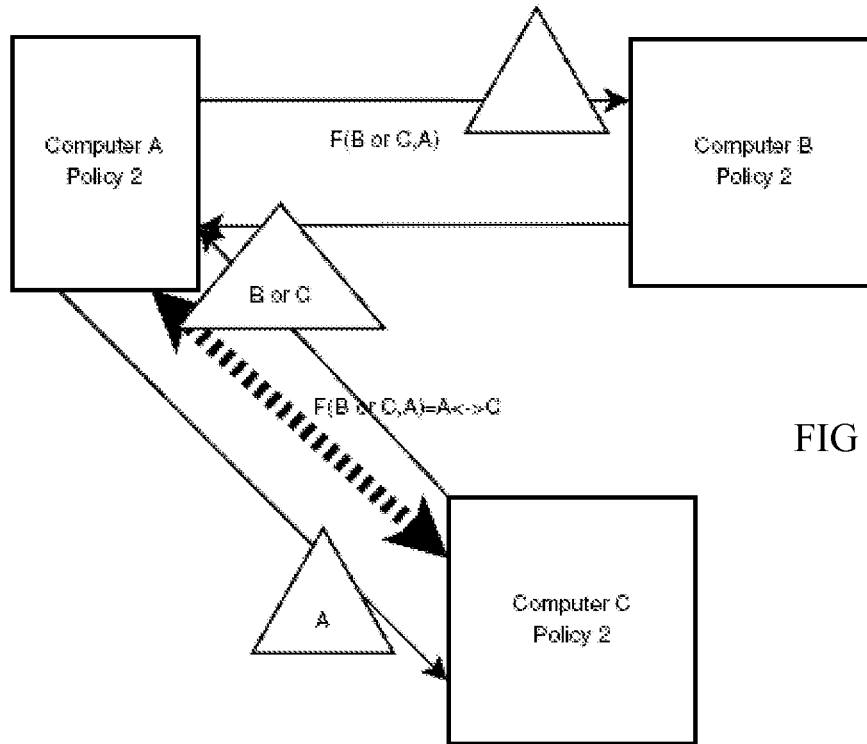 Computer A
Policy 2
F(B or C,A)
Computer B
Policy 2
B or C
F(B or C,A)=A<->C
FIG
A
Computer C
Policy 2